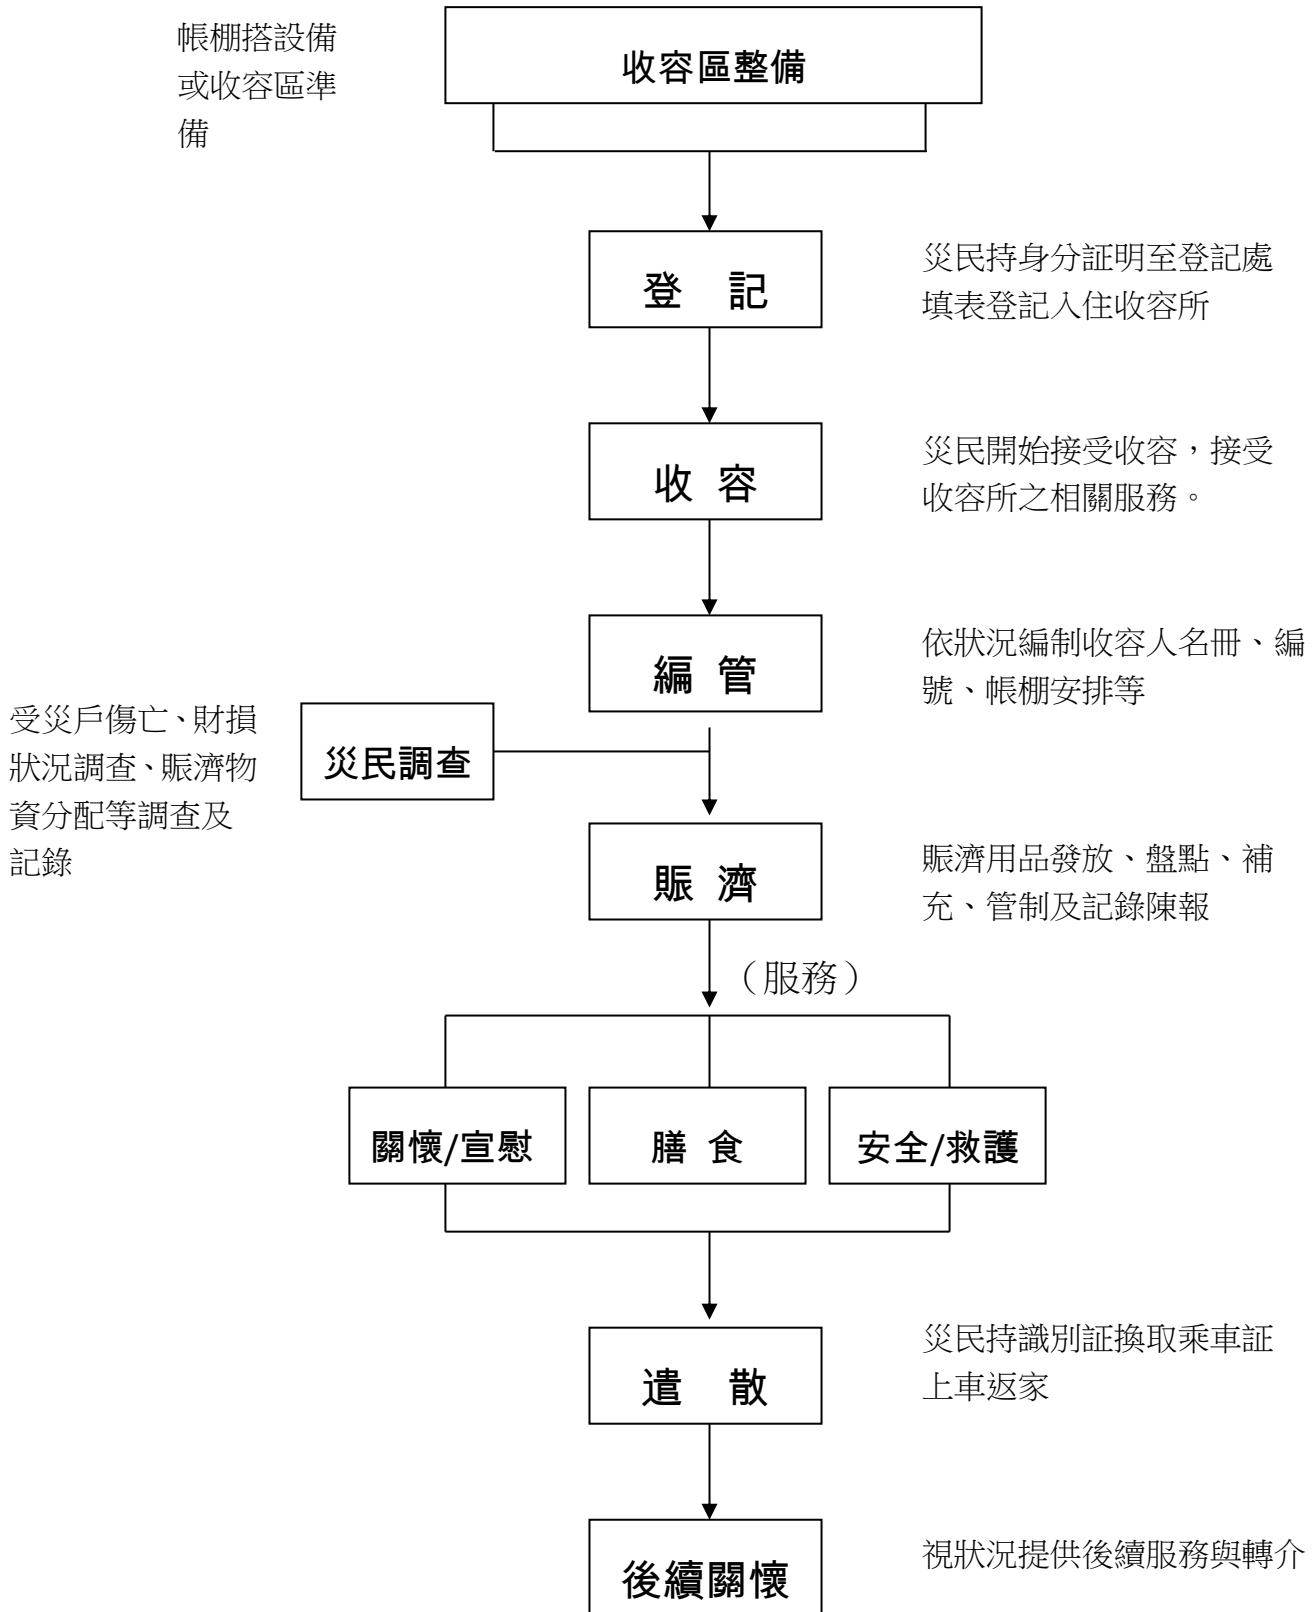 帳棚搭設備
或收容區準
備
收容區整備
登 記
災民持身分証明至登記處
填表登記入住收容所
收 容
災民開始接受收容，接受
收容所之相關服務。
編 管
依狀況編制收容人名冊、編
號、帳棚安排等
受災戶傷亡、財損
狀況調查、賑濟物
資分配等調查及
記錄
災民調查
賑 濟
賑濟用品發放、盤點、補
充、管制及記錄陳報
（服務）
關懷/宣慰
膳 食
安全/救護
遣 散
災民持識別証換取乘車証
上車返家
後續關懷
視狀況提供後續服務與轉介